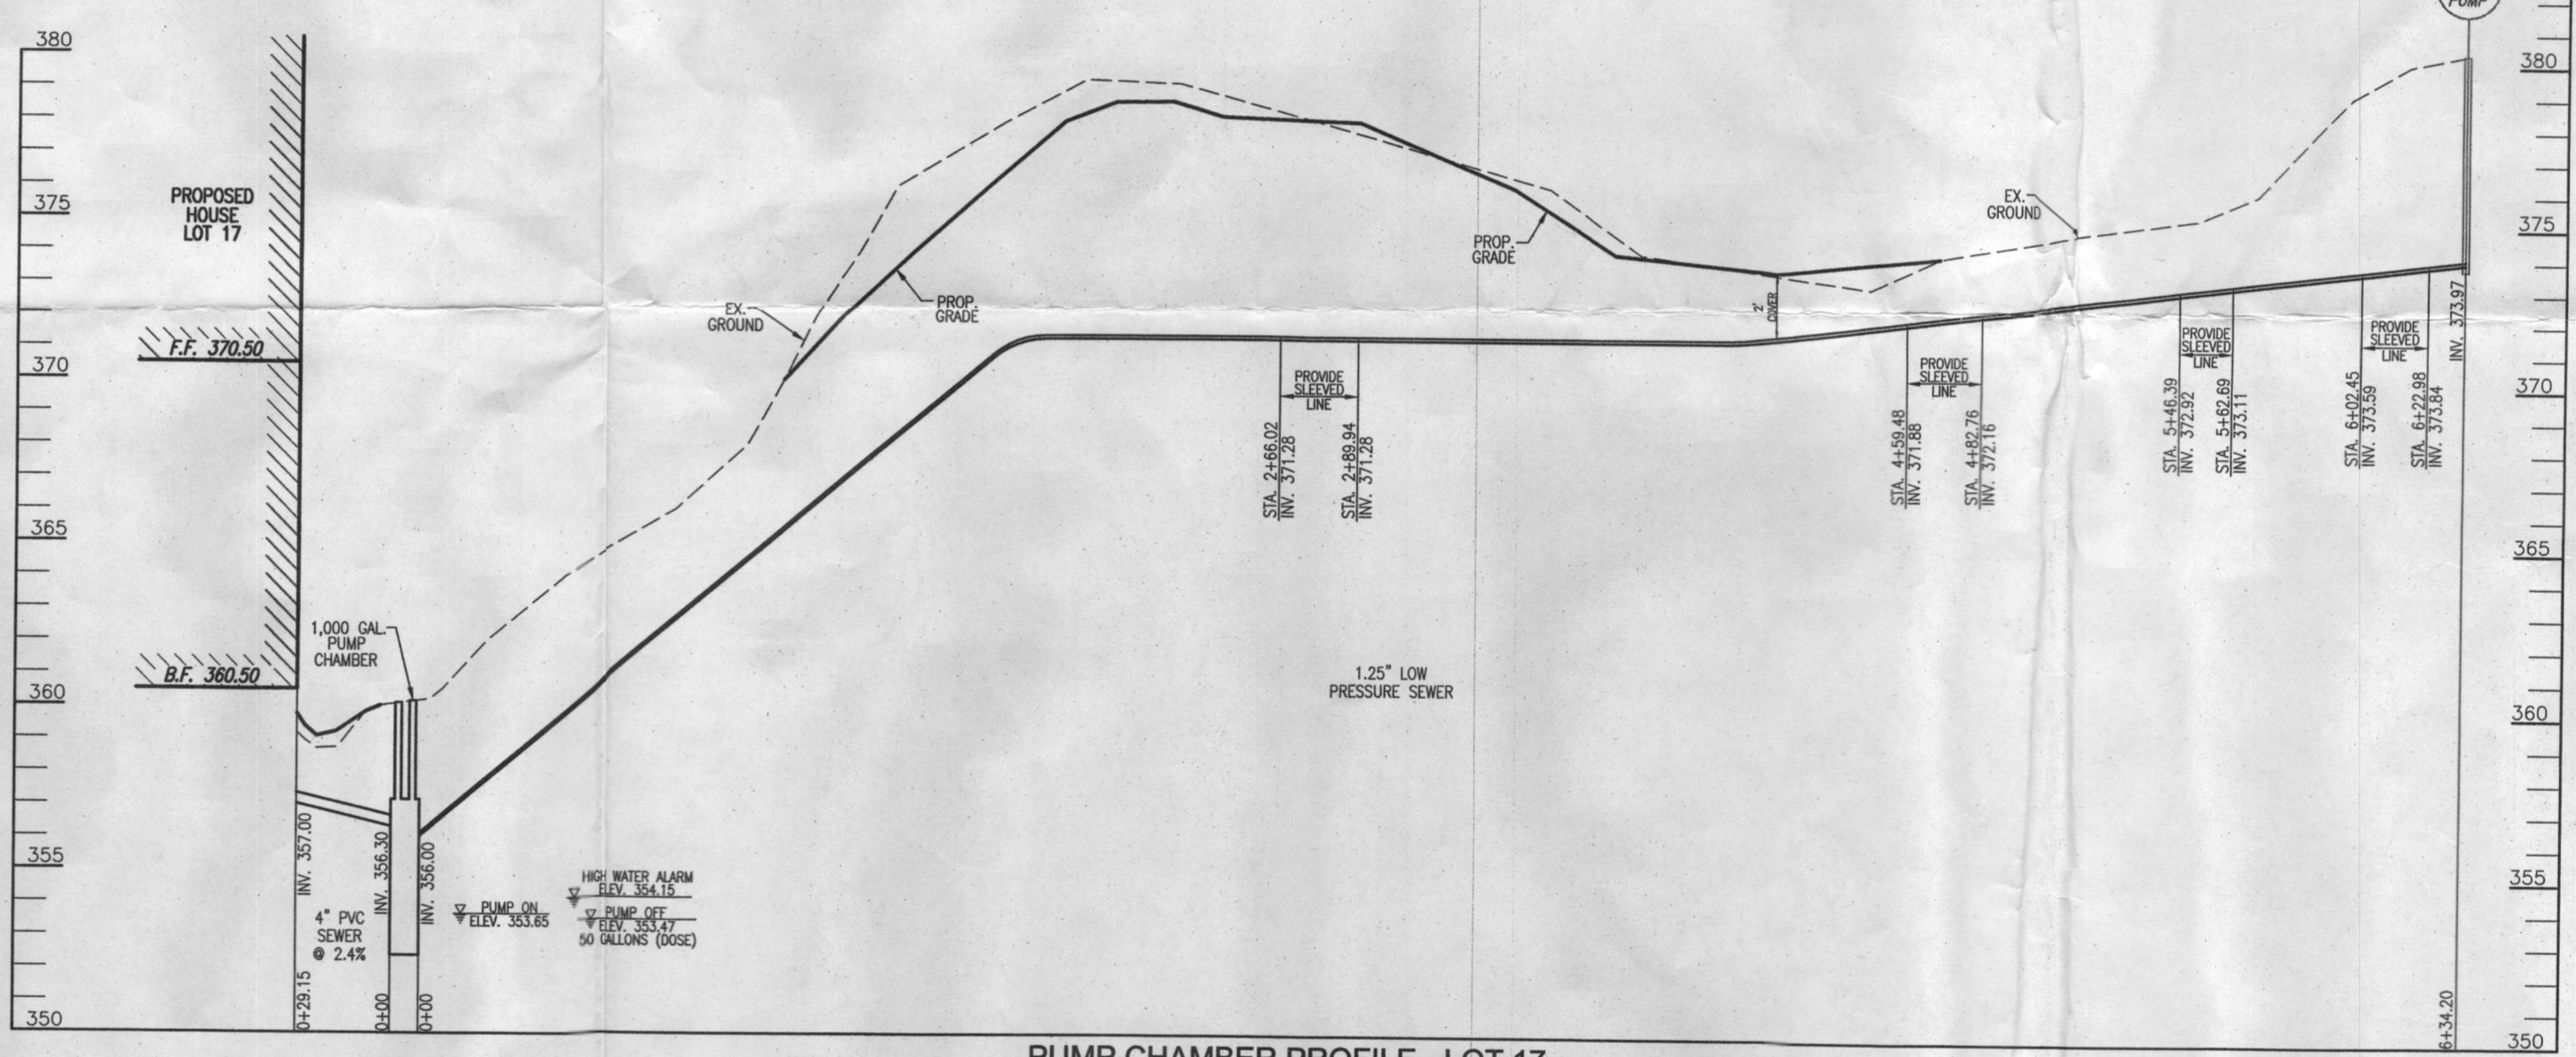 PUMP
380
375
370
365
360
355
350
PROPOSED
HOUSE
LOT 17
F.F. 370.50
B.F. 360.50
1,000 GAL.
PUMP
CHAMBER
INV. 357.00
INV. 356.30
INV. 356.00
4" PVC
SEWER
@ 2.4%
0+29.15
0+00
0+00
PUMP ON
ELEV. 353.65
HIGH WATER ALARM
ELEV. 354.15
PUMP OFF
ELEV. 353.47
50 GALLONS (DOSE)
EX.
GROUND
PROP.
GRADE
PROVIDE
SLEEVED
LINE
STA. 2+66.02
INV. 371.28
STA. 2+89.94
INV. 371.28
1.25" LOW
PRESSURE SEWER
PROP.
GRADE
2'
COVER
EX.
GROUND
PROVIDE
SLEEVED
LINE
STA. 4+59.48
INV. 371.88
STA. 4+82.76
INV. 372.16
PROVIDE
SLEEVED
LINE
STA. 5+46.39
INV. 372.92
STA. 5+62.69
INV. 373.11
PROVIDE
SLEEVED
LINE
STA. 6+02.45
INV. 373.59
STA. 6+22.98
INV. 373.84
INV. 373.97
6+34.20
380
375
370
365
360
355
350
PUMP CHAMBER PROFILE - LOT 17